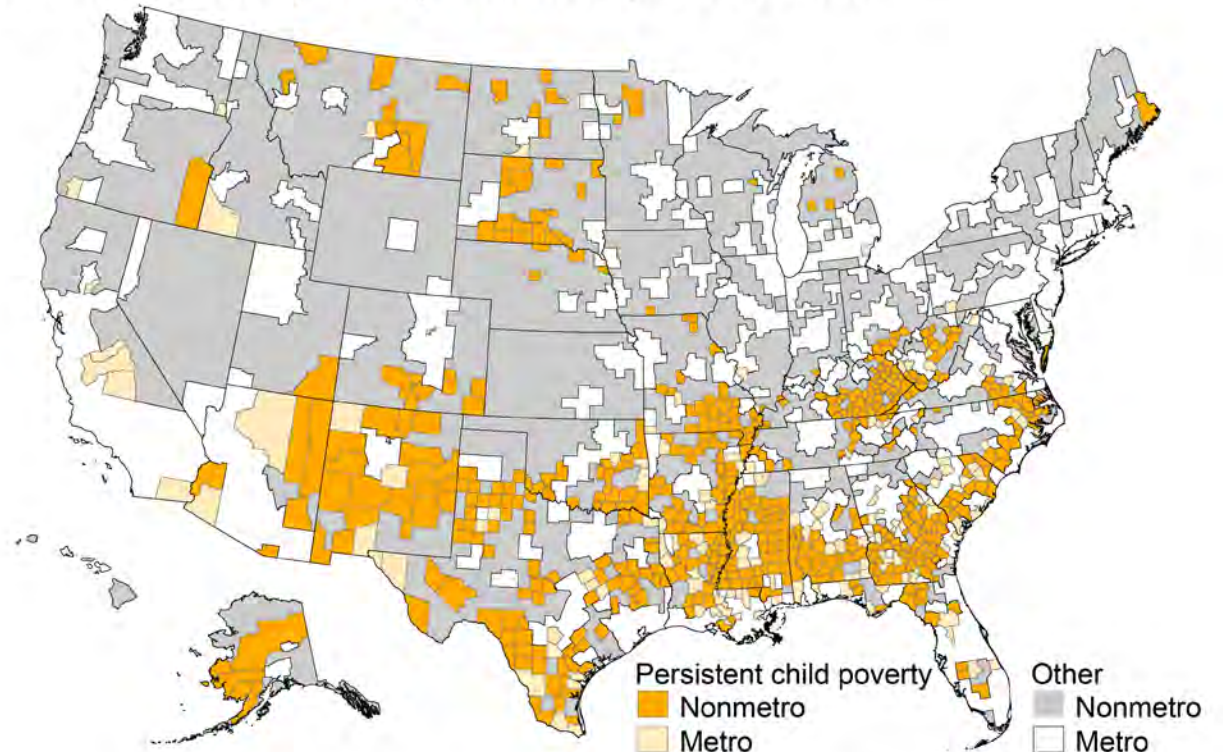 Persistent child poverty
Nonmetro
Metro
Other
Nonmetro
Metro